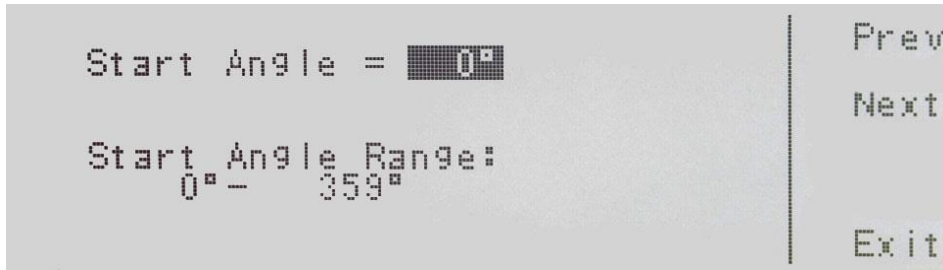 Start Angle = 0°
Start Angle Range:
0°— 359°
Prev
Next
Exit